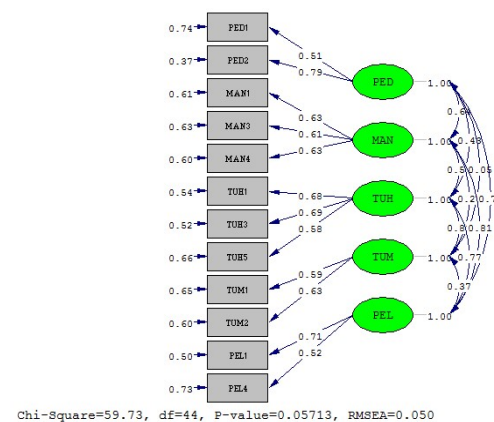 0.74 PED1
0.51
0.37 PED2
0.79
PED 1.00
0.61 MAN1
0.63
0.63 MAN3
0.61
MAN 1.00
0.60 MAN4
0.63
0.54 TUH1
0.68
0.52 TUH3
0.69
TUH 1.00
0.66 TUH5
0.58
0.65 TUM1
0.59
TUM 1.00
0.60 TUM2
0.63
0.77
0.37
0.50 PEL1
0.71
PEL 1.00
0.73 PEL4
0.52
Chi-Square=59.73, df=44, P-value=0.05713, RMSEA=0.050